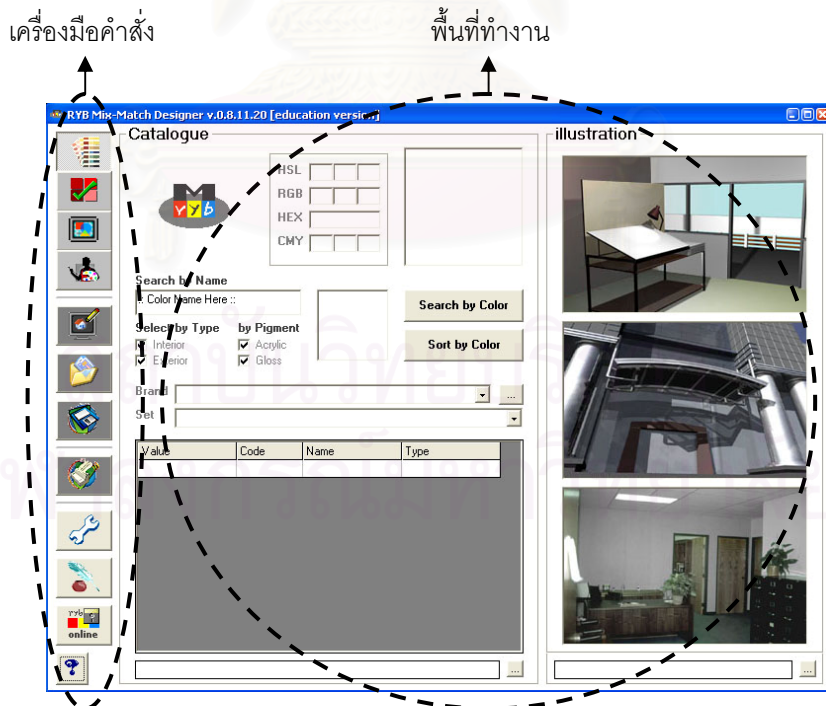 เครื่องมือคำสั่ง
พื้นที่ทำงาน
RYB Mix-Match Designer v.0.8.11.20 [education version]
Catalogue
illustration
HSL
RGB
HEX
CMY
M
ryb
Search by Name
:: Color Name Here ::
Search by Color
Select by Type by Pigment
Interior Acrylic
Sort by Color
Exterior Gloss
Brand ...
Set
Value Code Name Type
ryb ?
online
?
... ...